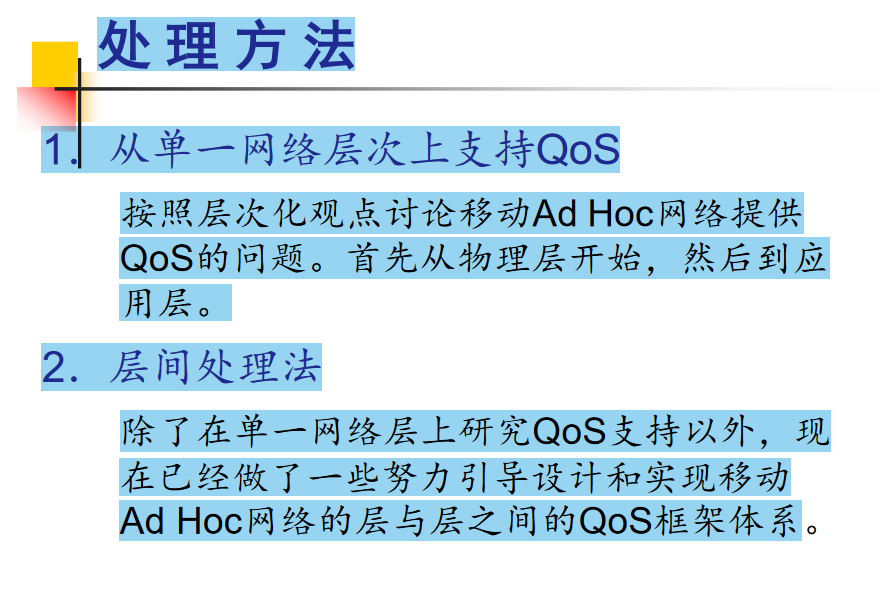 处 理 方 法
1. 从单一网络层次上支持QoS
按照层次化观点讨论移动Ad Hoc网络提供
QoS的问题。首先从物理层开始，然后到应
用层。
2. 层间处理法
除了在单一网络层上研究QoS支持以外，现
在已经做了一些努力引导设计和实现移动
Ad Hoc网络的层与层之间的QoS框架体系。